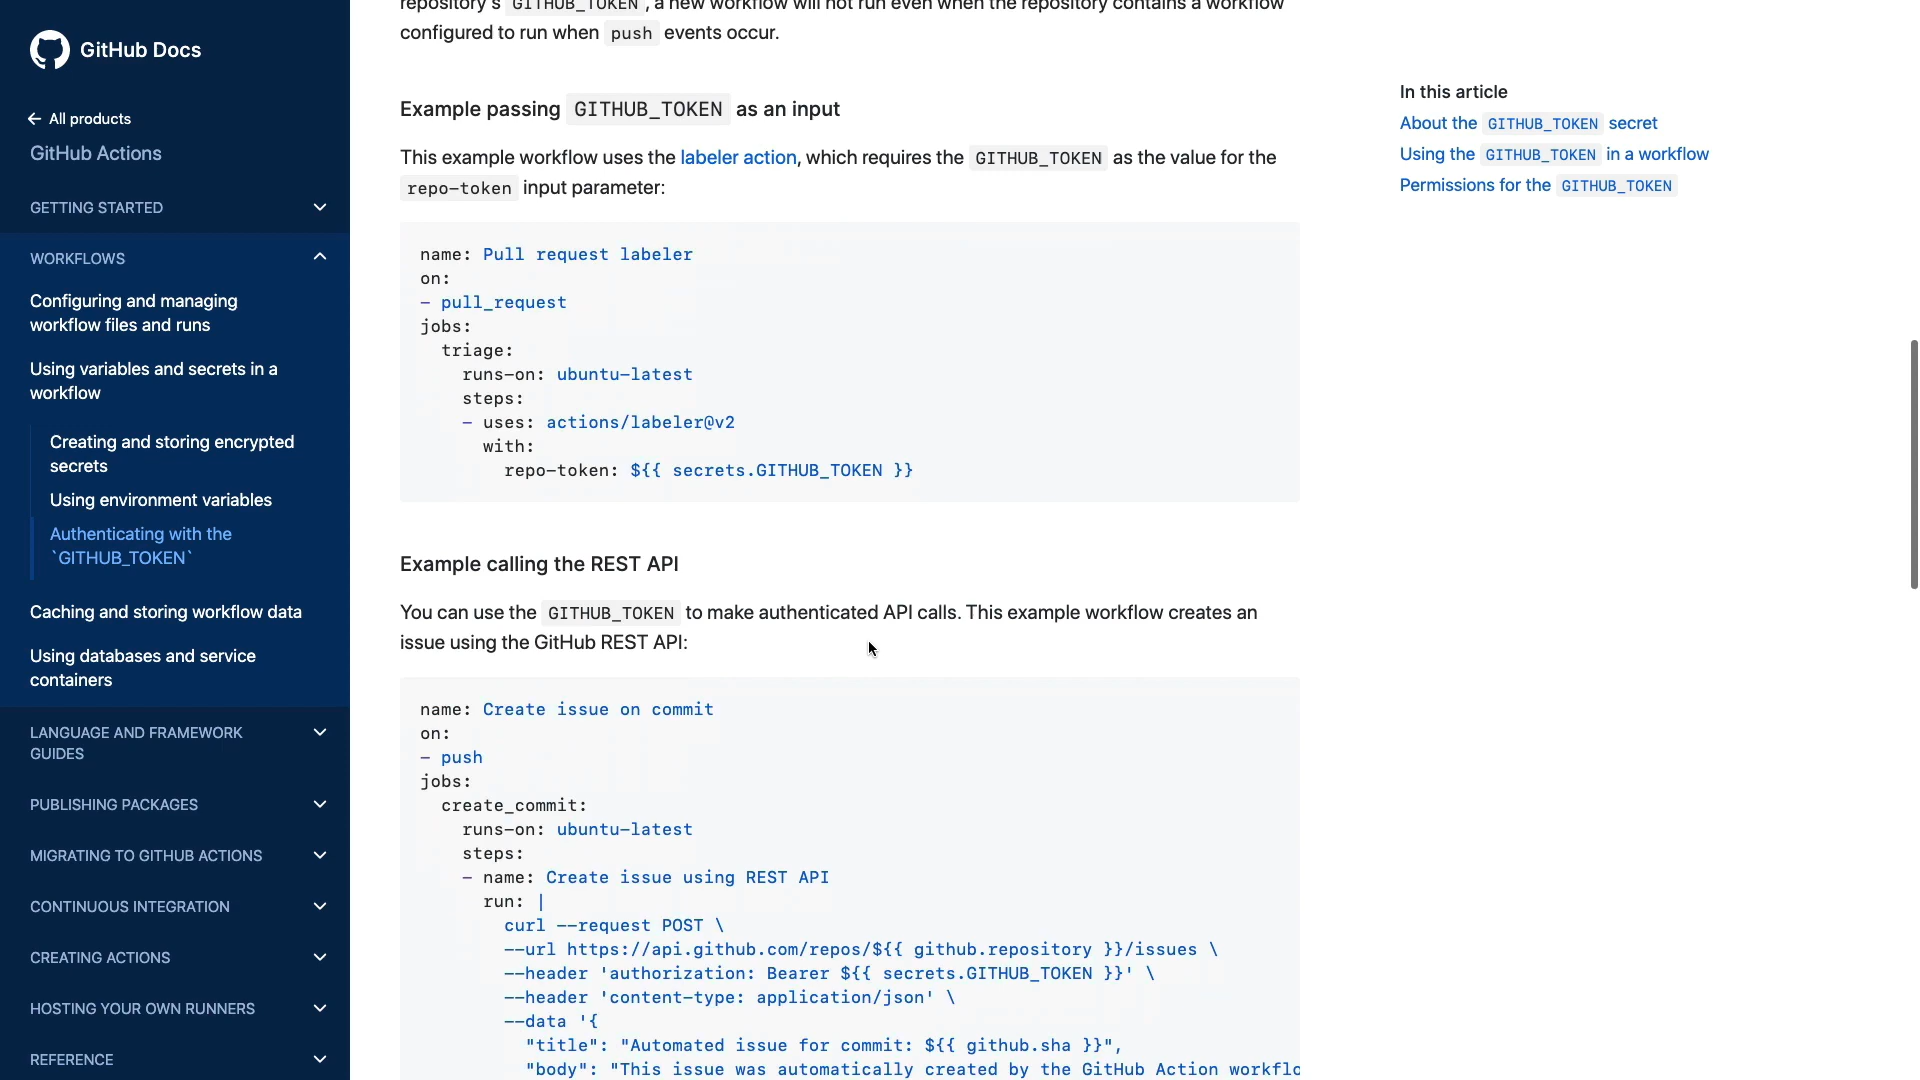 GitHub Docs
All products
GitHub Actions
GETTING STARTED
WORKFLOWS
Configuring and managing
workflow files and runs
Using variables and secrets in a
workflow
Creating and storing encrypted
secrets
Using environment variables
Authenticating with the
`GITHUB_TOKEN`
Caching and storing workflow data
Using databases and service
containers
LANGUAGE AND FRAMEWORK
GUIDES
PUBLISHING PACKAGES
MIGRATING TO GITHUB ACTIONS
CONTINUOUS INTEGRATION
CREATING ACTIONS
HOSTING YOUR OWN RUNNERS
REFERENCE
repository's GITHUB_TOKEN, a new workflow will not run even when the repository contains a workflow
configured to run when push events occur.
Example passing GITHUB_TOKEN as an input
This example workflow uses the labeler action, which requires the GITHUB_TOKEN as the value for the
repo-token input parameter:
name: Pull request labeler
on:
- pull_request
jobs:
  triage:
    runs-on: ubuntu-latest
    steps:
    - uses: actions/labeler@v2
      with:
        repo-token: ${{ secrets.GITHUB_TOKEN }}
Example calling the REST API
You can use the GITHUB_TOKEN to make authenticated API calls. This example workflow creates an
issue using the GitHub REST API:
name: Create issue on commit
on:
- push
jobs:
  create_commit:
    runs-on: ubuntu-latest
    steps:
    - name: Create issue using REST API
      run: |
        curl --request POST \
        --url https://api.github.com/repos/${{ github.repository }}/issues \
        --header 'authorization: Bearer ${{ secrets.GITHUB_TOKEN }}' \
        --header 'content-type: application/json' \
        --data '{
          "title": "Automated issue for commit: ${{ github.sha }}",
          "body": "This issue was automatically created by the GitHub Action workflo
In this article
About the GITHUB_TOKEN secret
Using the GITHUB_TOKEN in a workflow
Permissions for the GITHUB_TOKEN